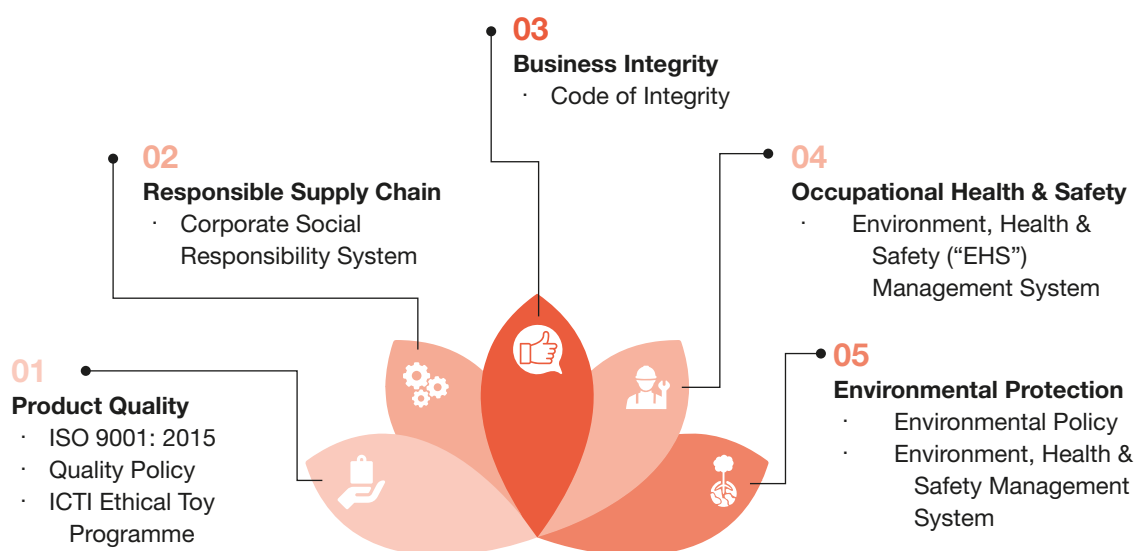 01
Product Quality
· ISO 9001: 2015
· Quality Policy
· ICTI Ethical Toy
Programme
02
Responsible Supply Chain
· Corporate Social
Responsibility System
03
Business Integrity
· Code of Integrity
04
Occupational Health & Safety
· Environment, Health &
Safety (“EHS”)
Management System
05
Environmental Protection
· Environmental Policy
· Environment, Health &
Safety Management
System